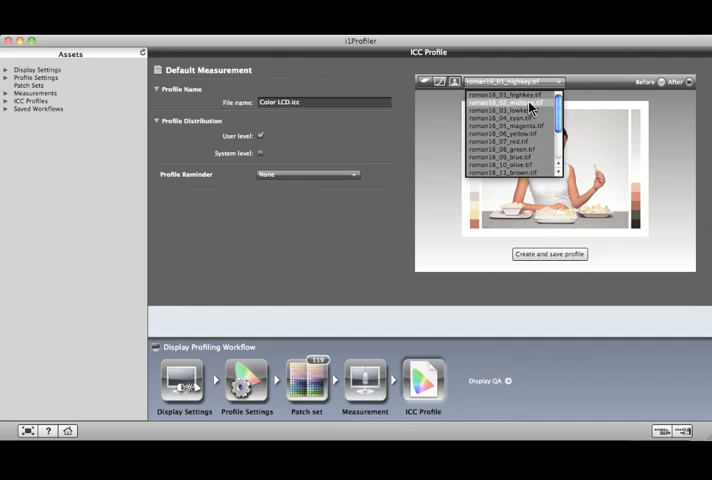 i1Profiler
Assets
ICC Profile
Display Settings
Profile Settings
Patch Sets
Measurements
ICC Profiles
Saved Workflows
Default Measurement
Profile Name
File name: Color LCD.icc
Profile Distribution
User level:
System level:
Profile Reminder None
roman16_01_highkey.tif
Before After
roman16_01_highkey.tif
roman16_02_midtone.tif
roman16_03_lowkey.tif
roman16_04_cyan.tif
roman16_05_magenta.tif
roman16_06_yellow.tif
roman16_07_red.tif
roman16_08_green.tif
roman16_09_blue.tif
roman16_10_olive.tif
roman16_11_brown.tif
Create and save profile
Display Profiling Workflow
119
Display QA
Display Settings
Profile Settings
Patch set
Measurement
ICC Profile
?